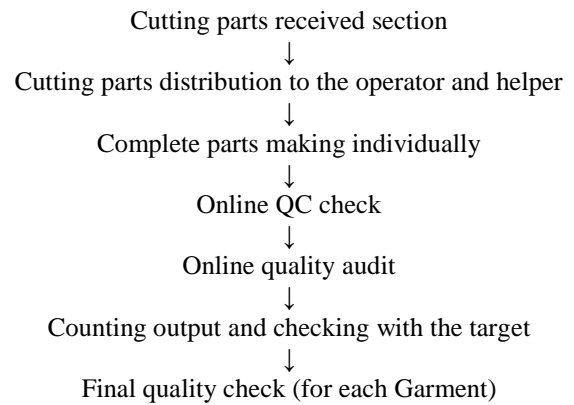 Cutting parts received section
↓
Cutting parts distribution to the operator and helper
↓
Complete parts making individually
↓
Online QC check
↓
Online quality audit
↓
Counting output and checking with the target
↓
Final quality check (for each Garment)